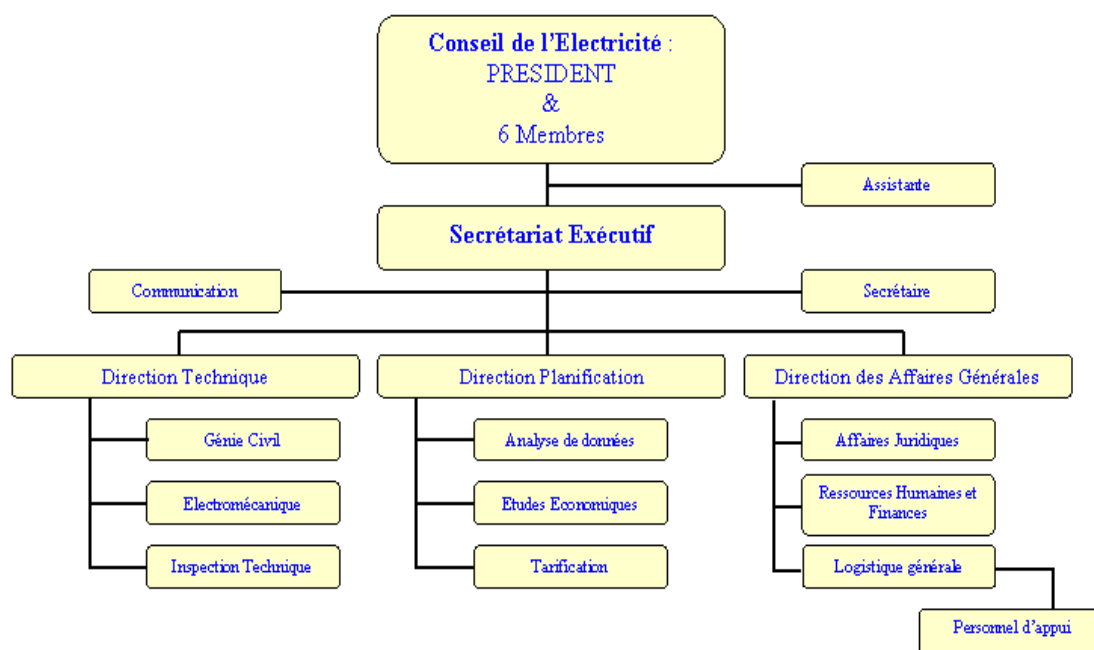 Conseil de l'Electricité :
PRESIDENT
&
6 Membres
Assistante
Secrétariat Exécutif
Communication
Secrétaire
Direction Technique
Direction Planification
Direction des Affaires Générales
Génie Civil
Analyse de données
Affaires Juridiques
Electromécanique
Etudes Economiques
Ressources Humaines et
Finances
Inspection Technique
Tarification
Logistique générale
Personnel d'appui